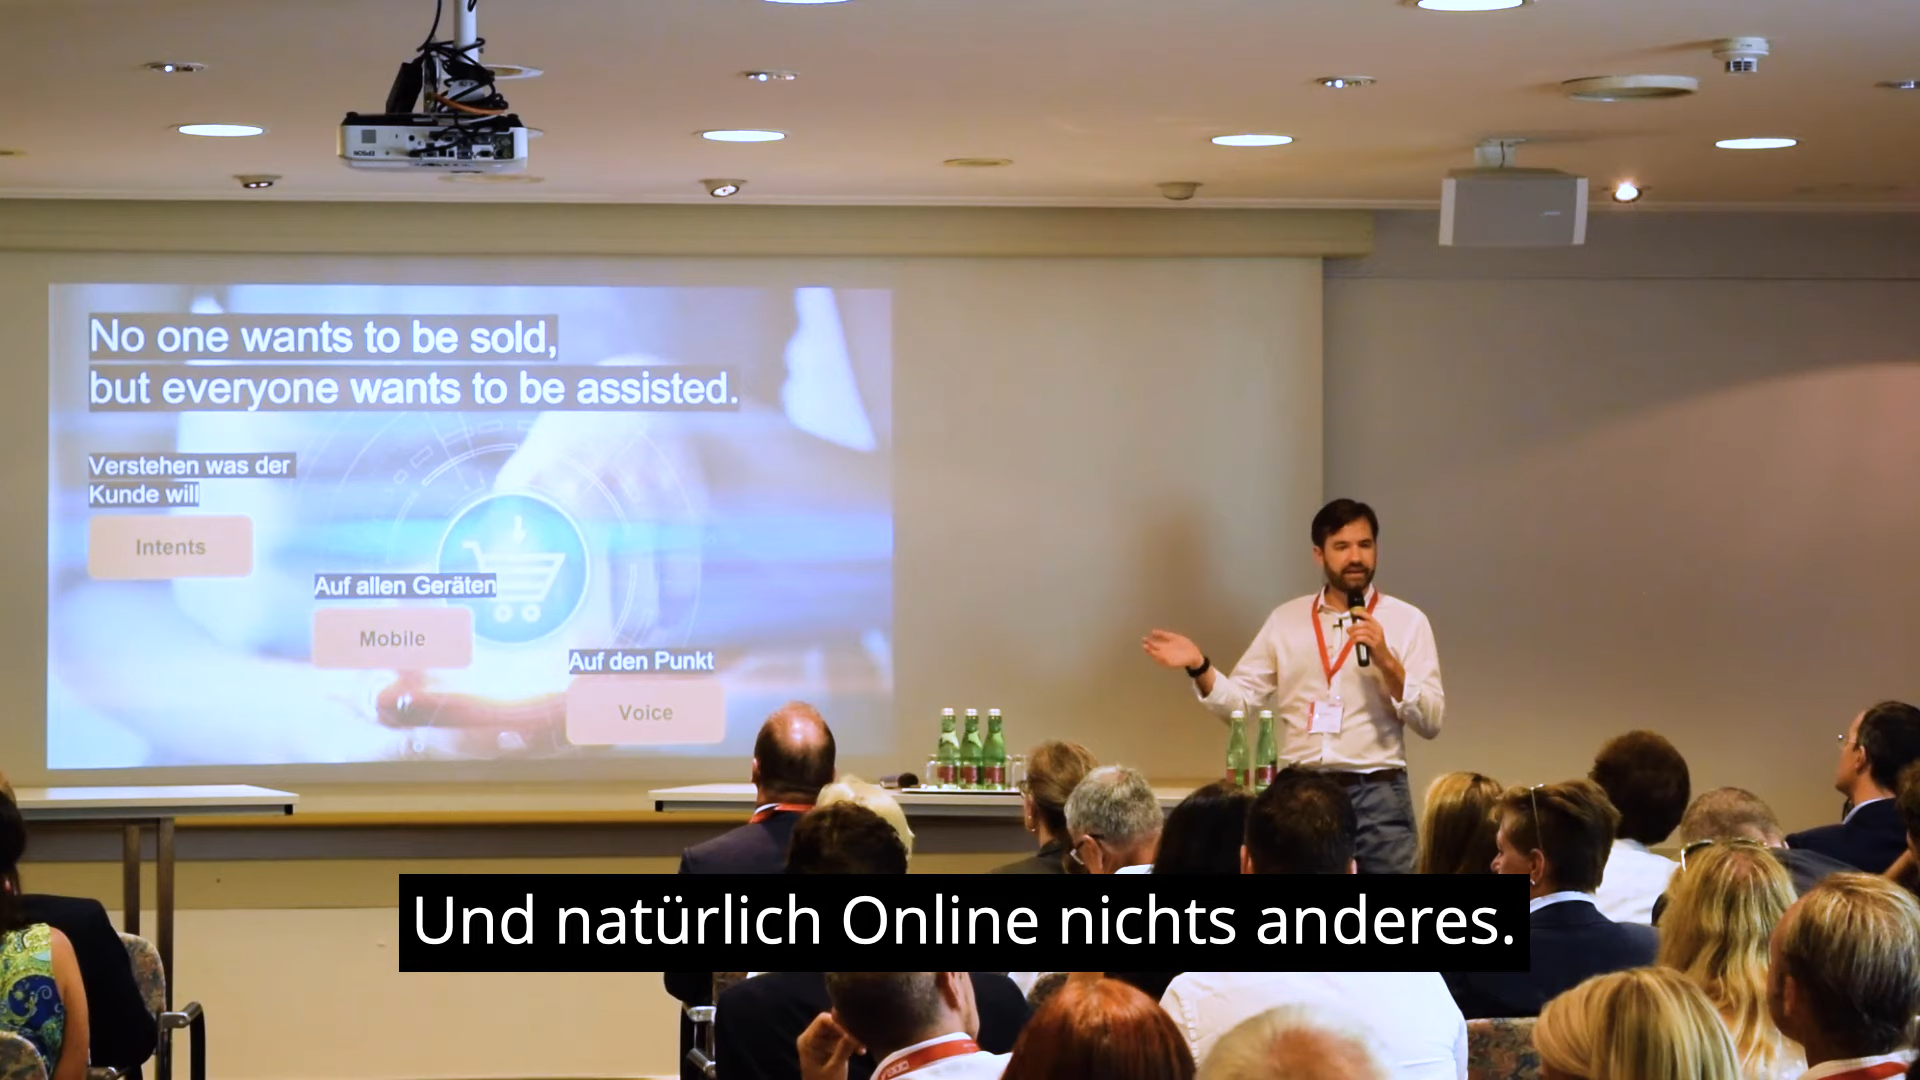 No one wants to be sold,
but everyone wants to be assisted.
Verstehen was der
Kunde will
Intents
Auf allen Geräten
Mobile
Auf den Punkt
Voice
EPSON
Und natürlich Online nichts anderes.